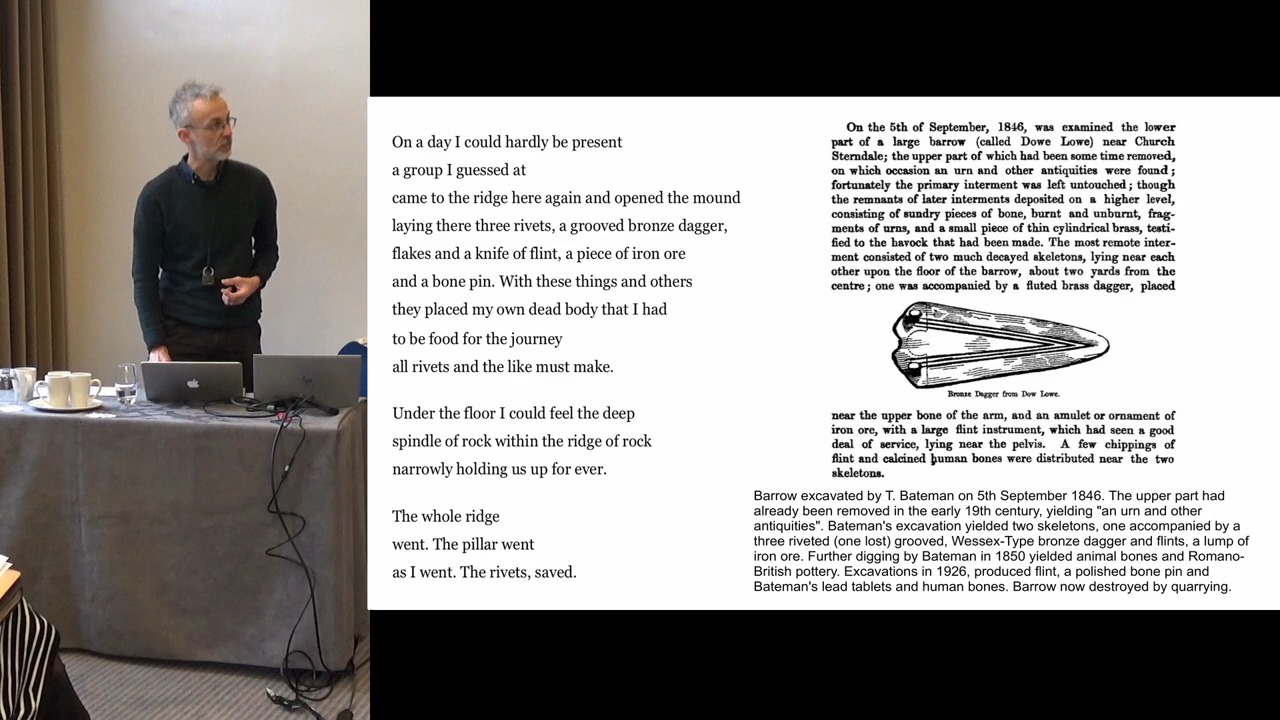 On a day I could hardly be present
a group I guessed at
came to the ridge here again and opened the mound
laying there three rivets, a grooved bronze dagger,
flakes and a knife of flint, a piece of iron ore
and a bone pin. With these things and others
they placed my own dead body that I had
to be food for the journey
all rivets and the like must make.
Under the floor I could feel the deep
spindle of rock within the ridge of rock
narrowly holding us up for ever.
The whole ridge
went. The pillar went
as I went. The rivets, saved.
On the 5th of September, 1846, was examined the lower
part of a large barrow (called Dowe Lowe) near Church
Sterndale; the upper part of which had been some time removed,
on which occasion an urn and other antiquities were found;
fortunately the primary interment was left untouched; though
the remnants of later interments deposited on a higher level,
consisting of sundry pieces of bone, burnt and unburnt, frag-
ments of urns, and a small piece of thin cylindrical brass, testi-
fied to the havock that had been made. The most remote inter-
ment consisted of two much decayed skeletons, lying near each
other upon the floor of the barrow, about two yards from the
centre; one was accompanied by a fluted brass dagger, placed
Bronze Dagger from Dow Lowe.
near the upper bone of the arm, and an amulet or ornament of
iron ore, with a large flint instrument, which had seen a good
deal of service, lying near the pelvis. A few chippings of
flint and calcined human bones were distributed near the two
skeletons.
Barrow excavated by T. Bateman on 5th September 1846. The upper part had
already been removed in the early 19th century, yielding "an urn and other
antiquities". Bateman's excavation yielded two skeletons, one accompanied by a
three riveted (one lost) grooved, Wessex-Type bronze dagger and flints, a lump of
iron ore. Further digging by Bateman in 1850 yielded animal bones and Romano-
British pottery. Excavations in 1926, produced flint, a polished bone pin and
Bateman's lead tablets and human bones. Barrow now destroyed by quarrying.